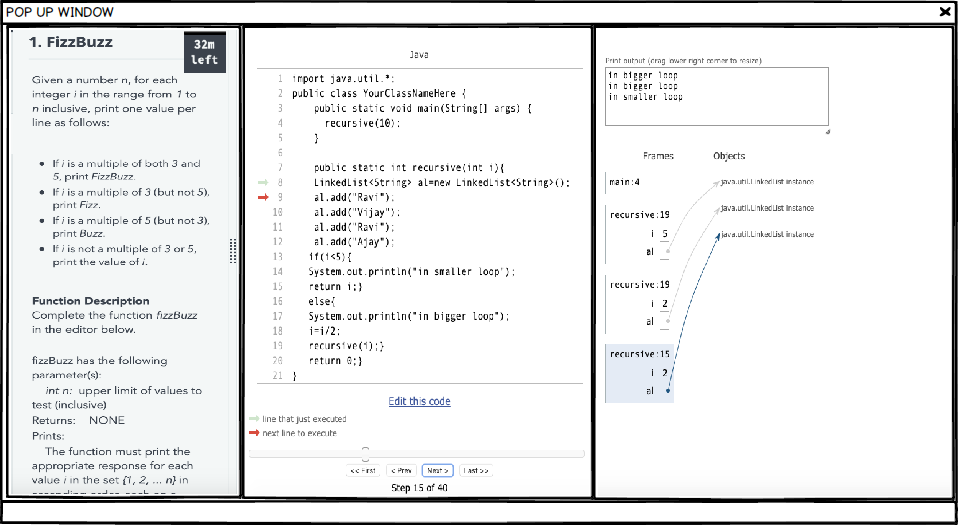 POP UP WINDOW
1. FizzBuzz
32m
left
Given a number n, for each
integer i in the range from 1 to
n inclusive, print one value per
line as follows:
If i is a multiple of both 3 and
5, print FizzBuzz.
If i is a multiple of 3 (but not 5),
print Fizz.
If i is a multiple of 5 (but not 3),
print Buzz.
If i is not a multiple of 3 or 5,
print the value of i.
Function Description
Complete the function fizzBuzz
in the editor below.
fizzBuzz has the following
parameter(s):
int n: upper limit of values to
test (inclusive)
Returns: NONE
Prints:
The function must print the
appropriate response for each
value i in the set {1, 2, ... n} in
Java
1 import java.util.*;
2 public class YourClassNameHere {
3 public static void main(String[] args) {
4 recursive(10);
5 }
6
7 public static int recursive(int i){
8 LinkedList<String> al=new LinkedList<String>();
9 al.add("Ravi");
10 al.add("Vijay");
11 al.add("Ravi");
12 al.add("Ajay");
13 if(i<5){
14 System.out.println("in smaller loop");
15 return i;}
16 else{
17 System.out.println("in bigger loop");
18 i=i/2;
19 recursive(i);}
20 return 0;}
21 }
Edit this code
line that just executed
next line to execute
<< First
< Prev
Next >
Last >>
Step 15 of 40
Print output (drag lower right corner to resize)
in bigger loop
in bigger loop
in smaller loop
Frames Objects
main:4
java.util.LinkedList instance
recursive:19
java.util.LinkedList instance
i 5
java.util.LinkedList instance
al
recursive:19
i 2
al
recursive:15
i 2
al